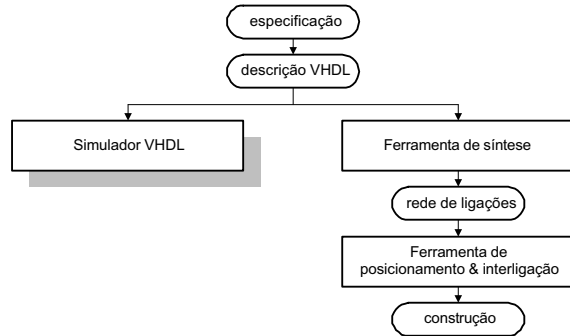 especificação
descrição VHDL
Simulador VHDL
Ferramenta de síntese
rede de ligações
Ferramenta de
posicionamento & interligação
construção